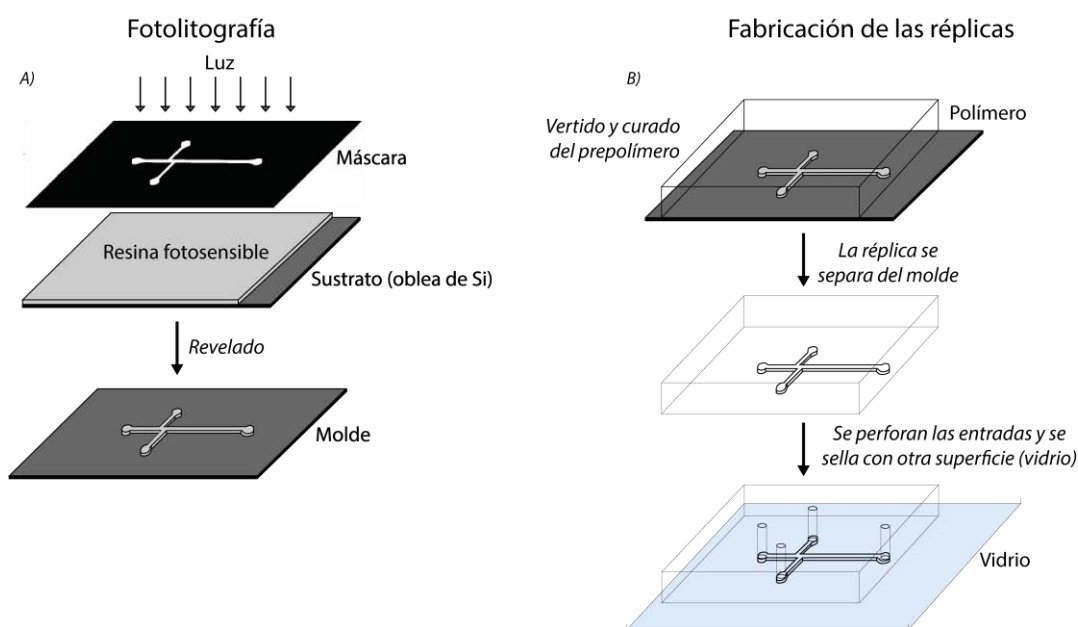 Fotolitografía
A)
Luz
Máscara
Resina fotosensible
Sustrato (oblea de Si)
Revelado
Molde
Fabricación de las réplicas
B)
Vertido y curado
del prepolímero
Polímero
La réplica se
separa del molde
Se perforan las entradas y se
sella con otra superficie (vidrio)
Vidrio